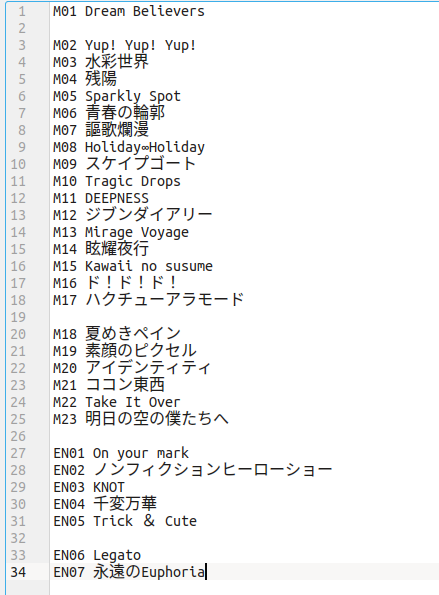 1 M01 Dream Believers
2
3 M02 Yup! Yup! Yup!
4 M03 水彩世界
5 M04 残陽
6 M05 Sparkly Spot
7 M06 青春の輪郭
8 M07 謳歌爛漫
9 M08 Holiday∞Holiday
10 M09 スケイプゴート
11 M10 Tragic Drops
12 M11 DEEPNESS
13 M12 ジブンダイアリー
14 M13 Mirage Voyage
15 M14 眩耀夜行
16 M15 Kawaii no susume
17 M16 ド！ド！ド！
18 M17 ハクチューアラモード
19
20 M18 夏めきペイン
21 M19 素顔のピクセル
22 M20 アイデンティティ
23 M21 ココン東西
24 M22 Take It Over
25 M23 明日の空の僕たちへ
26
27 EN01 On your mark
28 EN02 ノンフィクションヒーローショー
29 EN03 KNOT
30 EN04 千変万華
31 EN05 Trick ＆ Cute
32
33 EN06 Legato
34 EN07 永遠のEuphoria